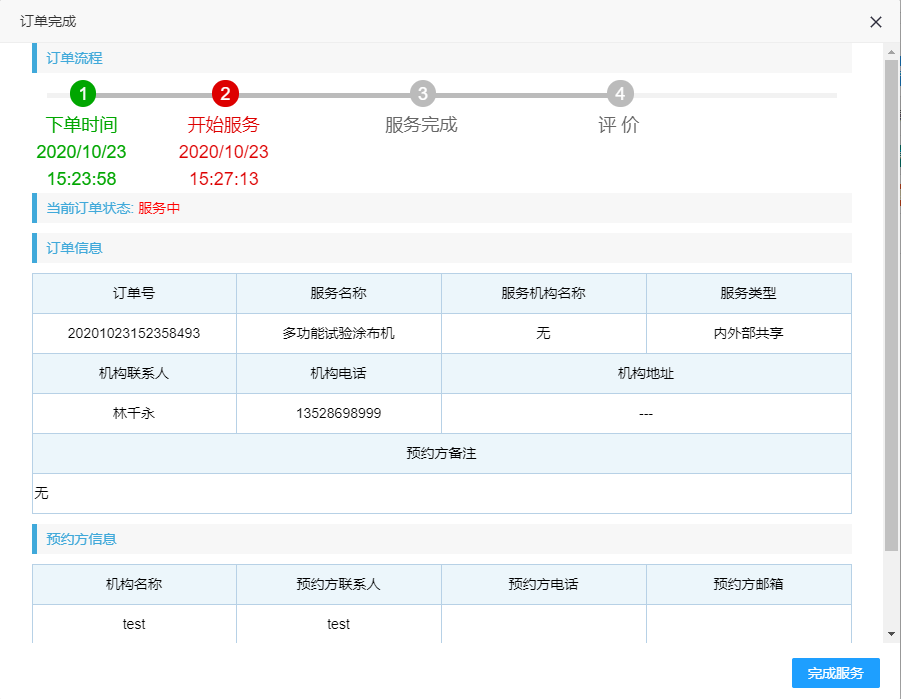 订单完成
订单流程
1 2 3 4
下单时间 开始服务 服务完成 评 价
2020/10/23 2020/10/23
15:23:58 15:27:13
当前订单状态: 服务中
订单信息
订单号 服务名称 服务机构名称 服务类型
20201023152358493 多功能试验涂布机 无 内外部共享
机构联系人 机构电话 机构地址
林千永 13528698999 ---
预约方备注
无
预约方信息
机构名称 预约方联系人 预约方电话 预约方邮箱
test test
完成服务